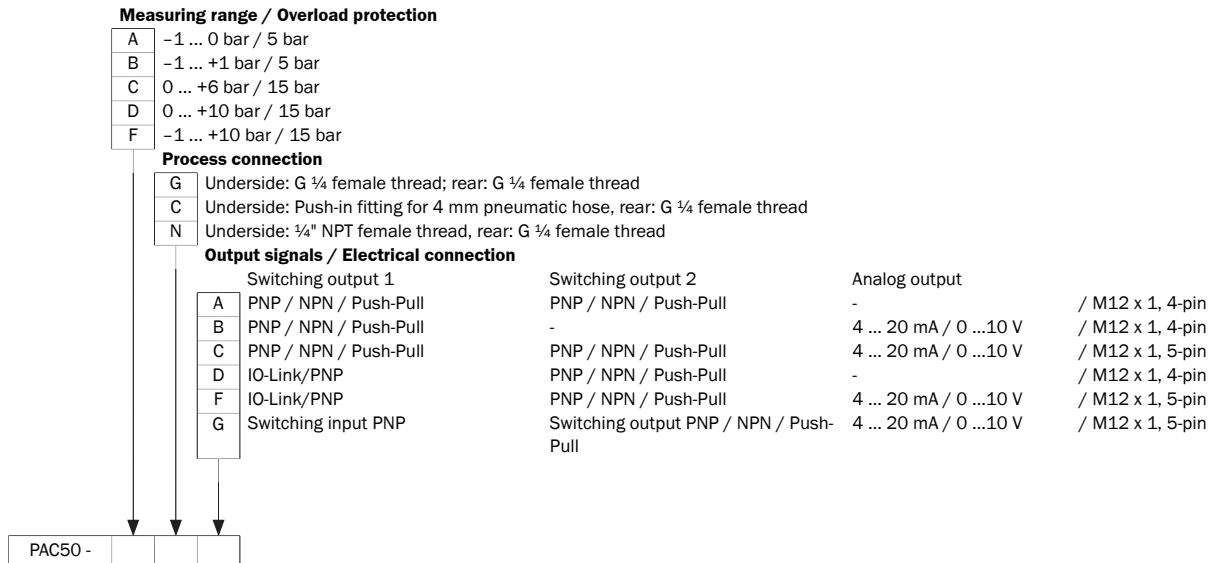 Measuring range / Overload protection
A –1 ... 0 bar / 5 bar
B –1 ... +1 bar / 5 bar
C 0 ... +6 bar / 15 bar
D 0 ... +10 bar / 15 bar
F –1 ... +10 bar / 15 bar
Process connection
G Underside: G ¼ female thread; rear: G ¼ female thread
C Underside: Push-in fitting for 4 mm pneumatic hose, rear: G ¼ female thread
N Underside: ¼" NPT female thread, rear: G ¼ female thread
Output signals / Electrical connection
Switching output 1 Switching output 2 Analog output
A PNP / NPN / Push-Pull PNP / NPN / Push-Pull - / M12 x 1, 4-pin
B PNP / NPN / Push-Pull - 4 ... 20 mA / 0 ...10 V / M12 x 1, 4-pin
C PNP / NPN / Push-Pull PNP / NPN / Push-Pull 4 ... 20 mA / 0 ...10 V / M12 x 1, 5-pin
D IO-Link/PNP PNP / NPN / Push-Pull - / M12 x 1, 4-pin
F IO-Link/PNP PNP / NPN / Push-Pull 4 ... 20 mA / 0 ...10 V / M12 x 1, 5-pin
G Switching input PNP Switching output PNP / NPN / Push- 4 ... 20 mA / 0 ...10 V / M12 x 1, 5-pin
Pull
PAC50 -